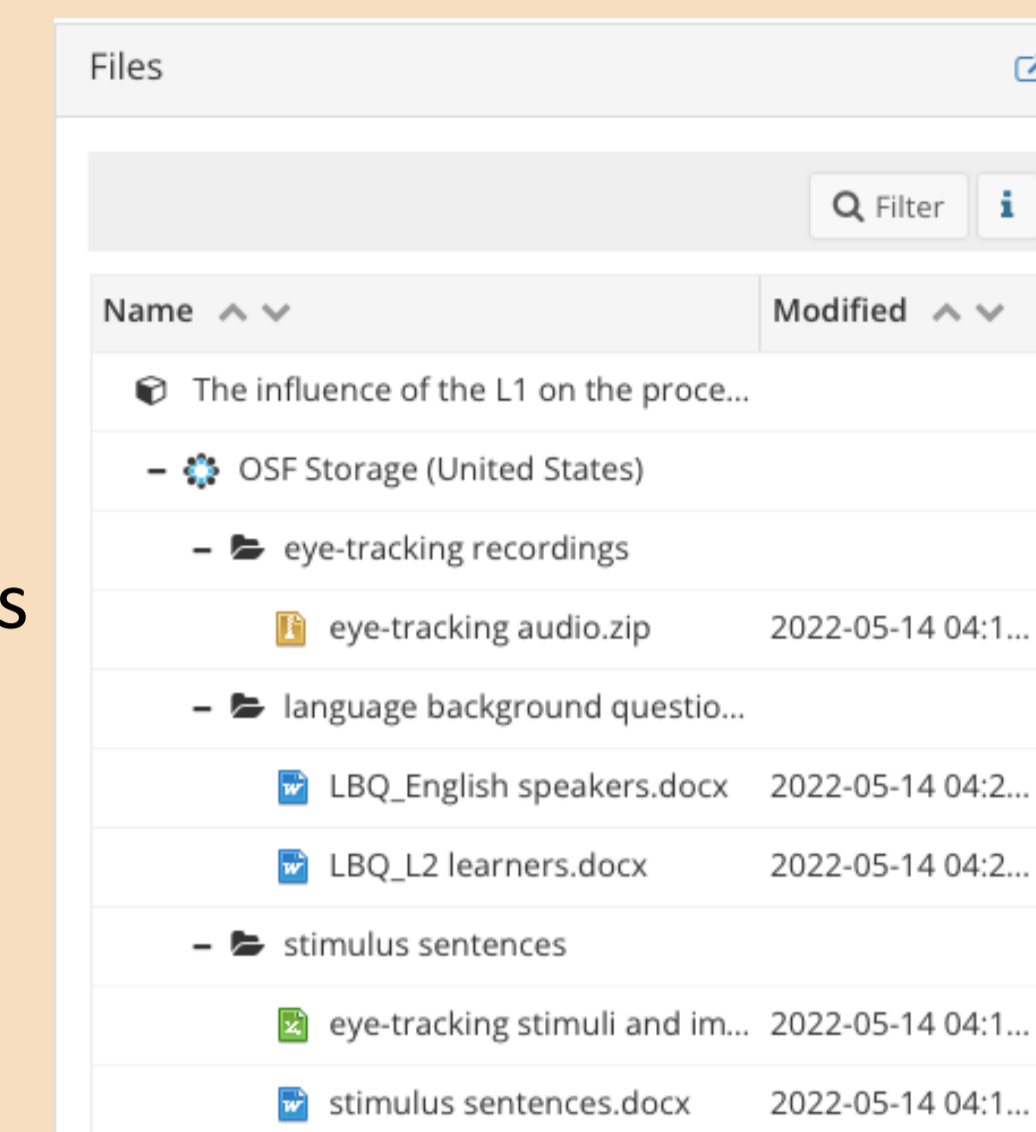 Files
Filter i
Name Modified
The influence of the L1 on the proce...
– OSF Storage (United States)
– eye-tracking recordings
eye-tracking audio.zip 2022-05-14 04:1...
– language background questio...
LBQ_English speakers.docx 2022-05-14 04:2...
LBQ_L2 learners.docx 2022-05-14 04:2...
s
– stimulus sentences
eye-tracking stimuli and im... 2022-05-14 04:1...
stimulus sentences.docx 2022-05-14 04:1...